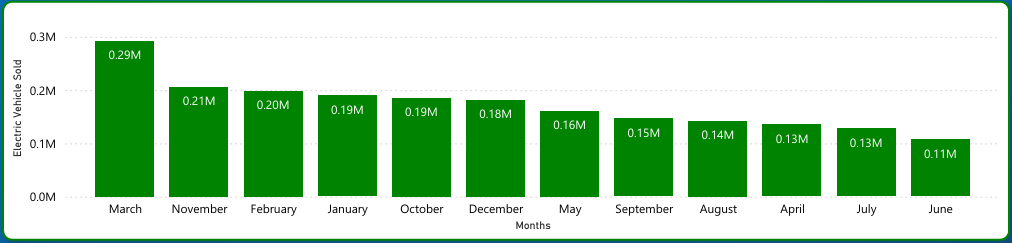 Electric Vehicle Sold
0.3M
0.2M
0.1M
0.0M
0.29M
0.21M
0.20M
0.19M
0.19M
0.18M
0.16M
0.15M
0.14M
0.13M
0.13M
0.11M
March November February January October December May September August April July June
Months